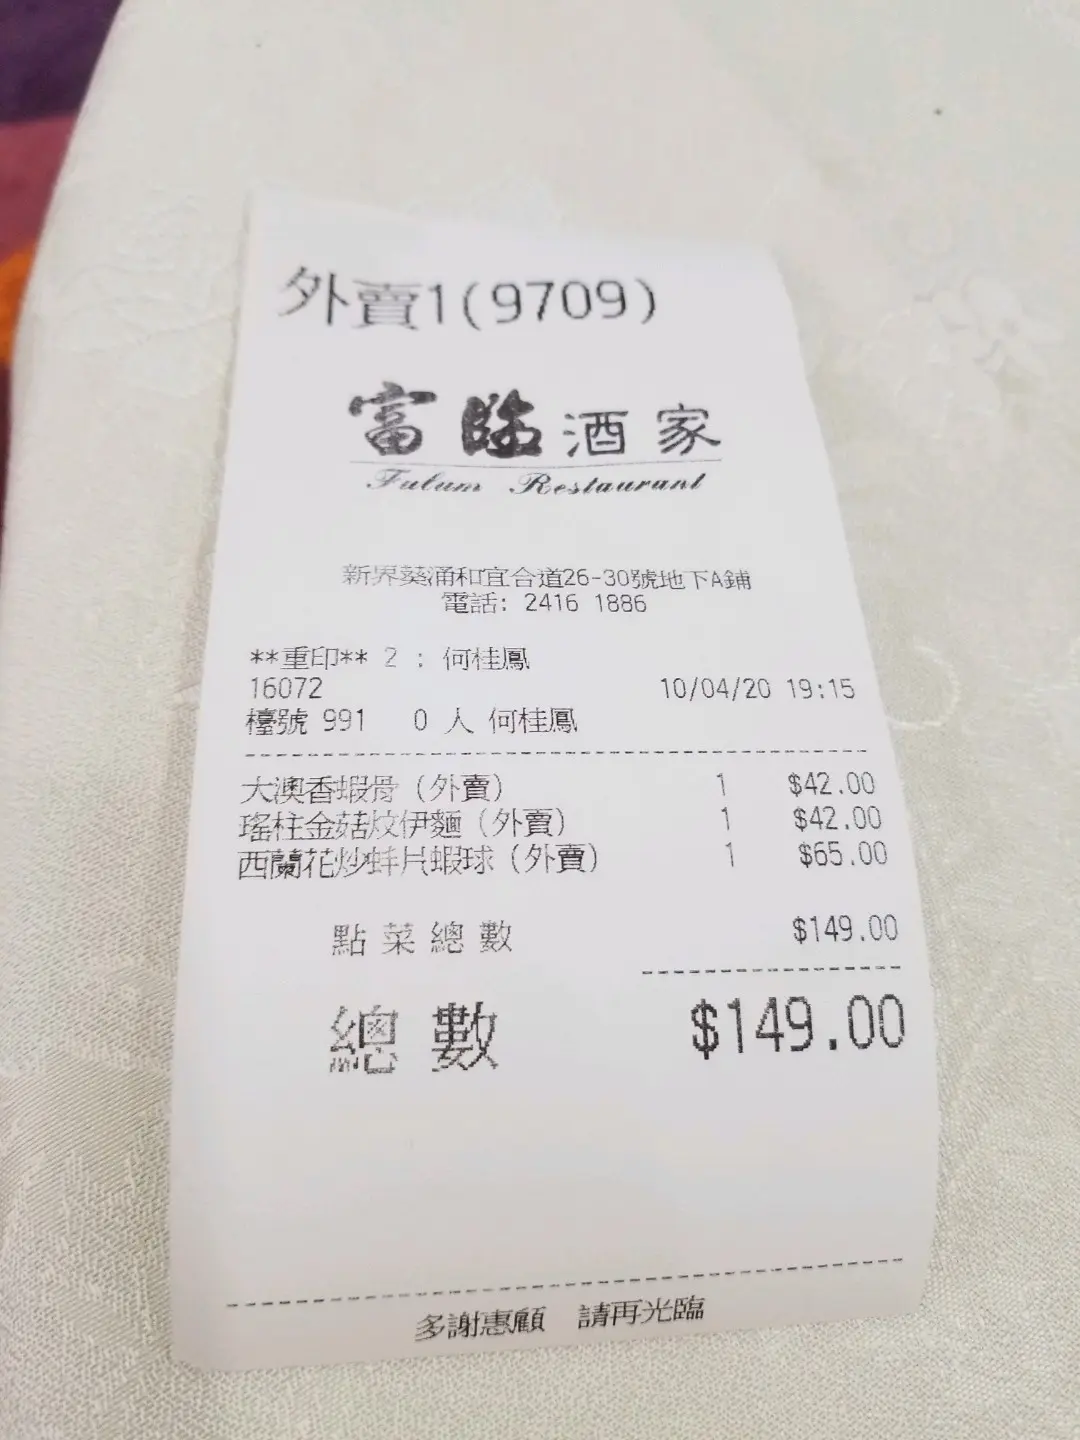 外賣1(9709)
富臨酒家
Fulum Restaurant
新界葵涌和宜合道26-30號地下A鋪
電話: 2416 1886
**重印** 2 : 何桂鳳
16072 10/04/20 19:15
檯號 991 0 人 何桂鳳
大澳香蝦骨(外賣) 1 $42.00
瑤柱金菇炆伊麵(外賣) 1 $42.00
西蘭花炒蚌片蝦球(外賣) 1 $65.00
點菜總數 $149.00
總數 $149.00
多謝惠顧 請再光臨